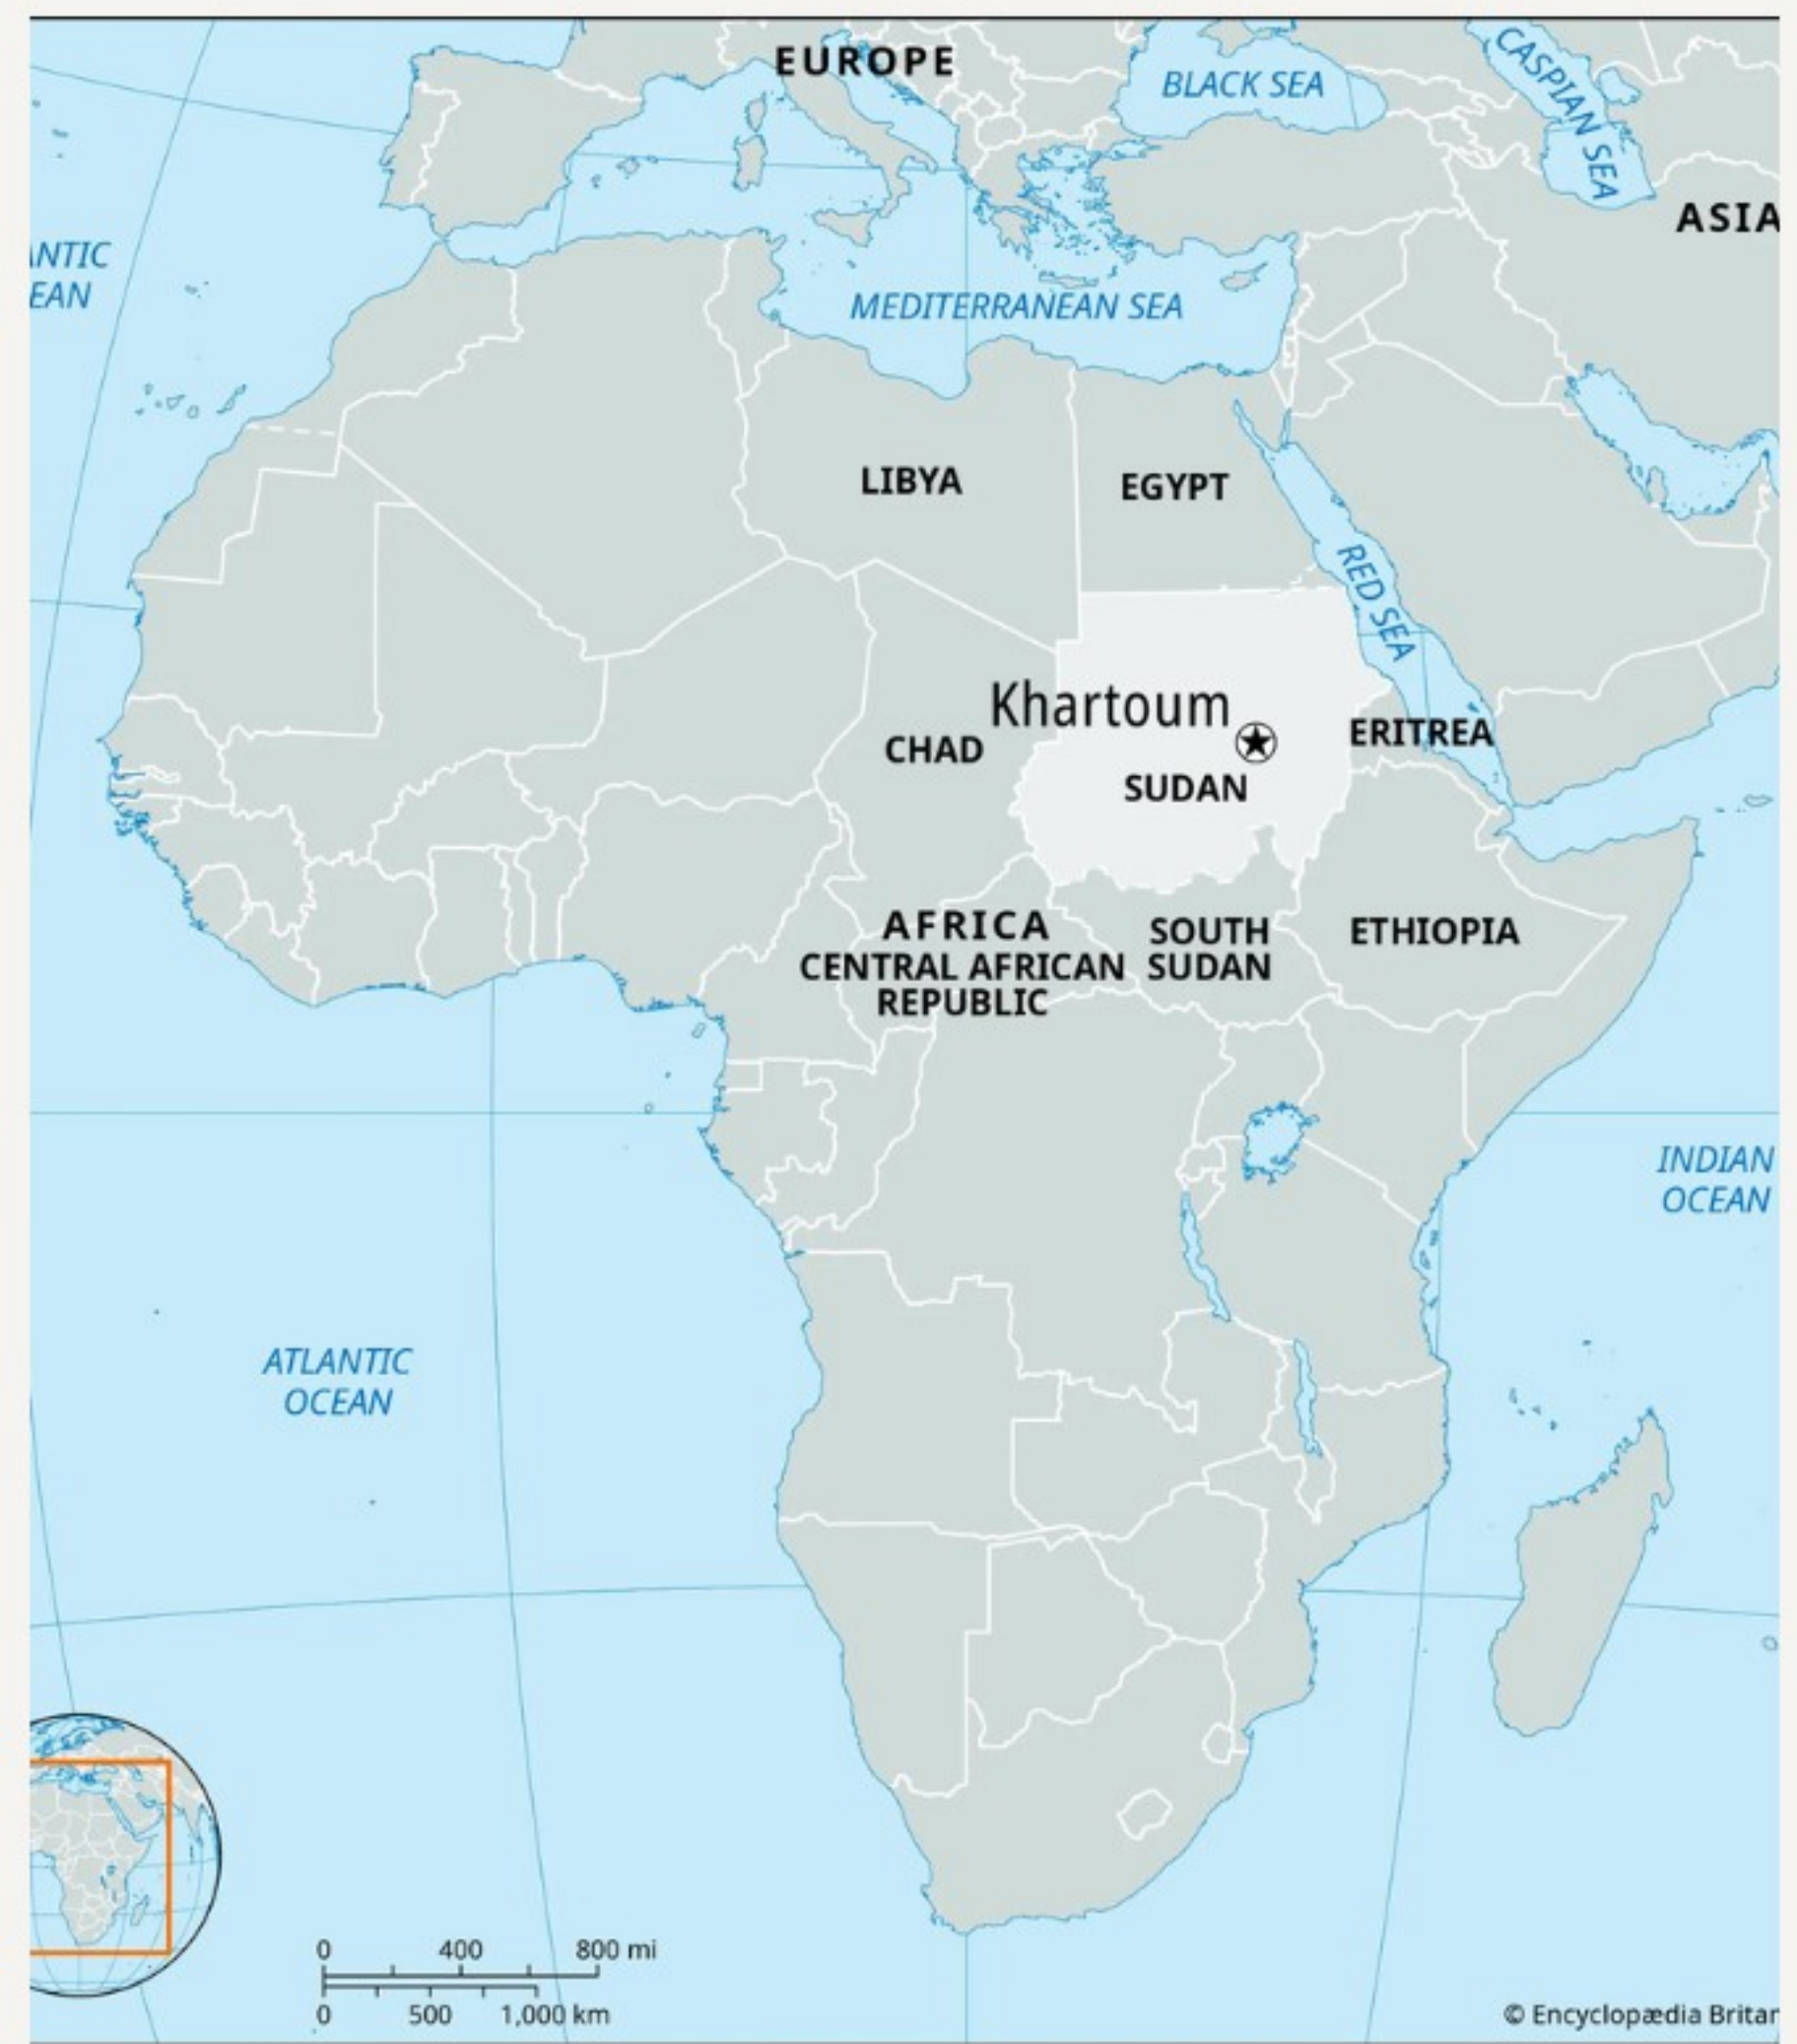 EUROPE
BLACK SEA
CASPIAN SEA
ASIA
ANTIC
EAN
MEDITERRANEAN SEA
LIBYA
EGYPT
RED SEA
Khartoum
CHAD
ERITREA
SUDAN
AFRICA
CENTRAL AFRICAN
REPUBLIC
SOUTH
SUDAN
ETHIOPIA
INDIAN
OCEAN
ATLANTIC
OCEAN
0 400 800 mi
0 500 1,000 km
© Encyclopædia Britan